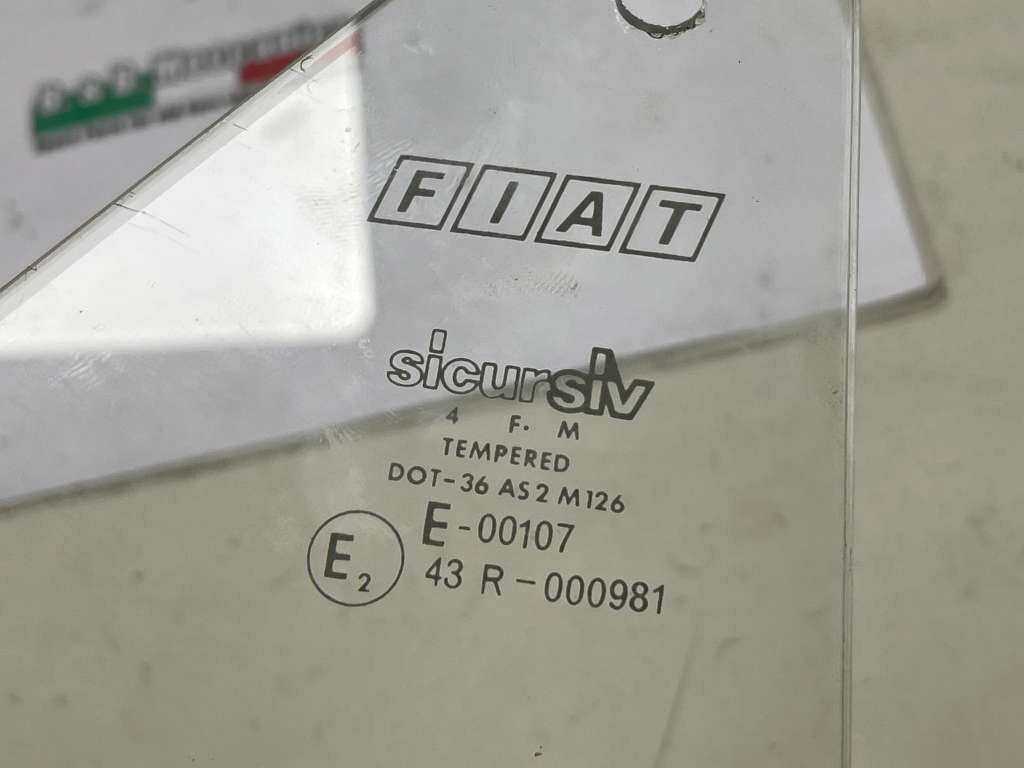 FIAT
sicursiv
4 F. M
TEMPERED
DOT-36 AS2 M126
E-00107
E2 43 R-000981